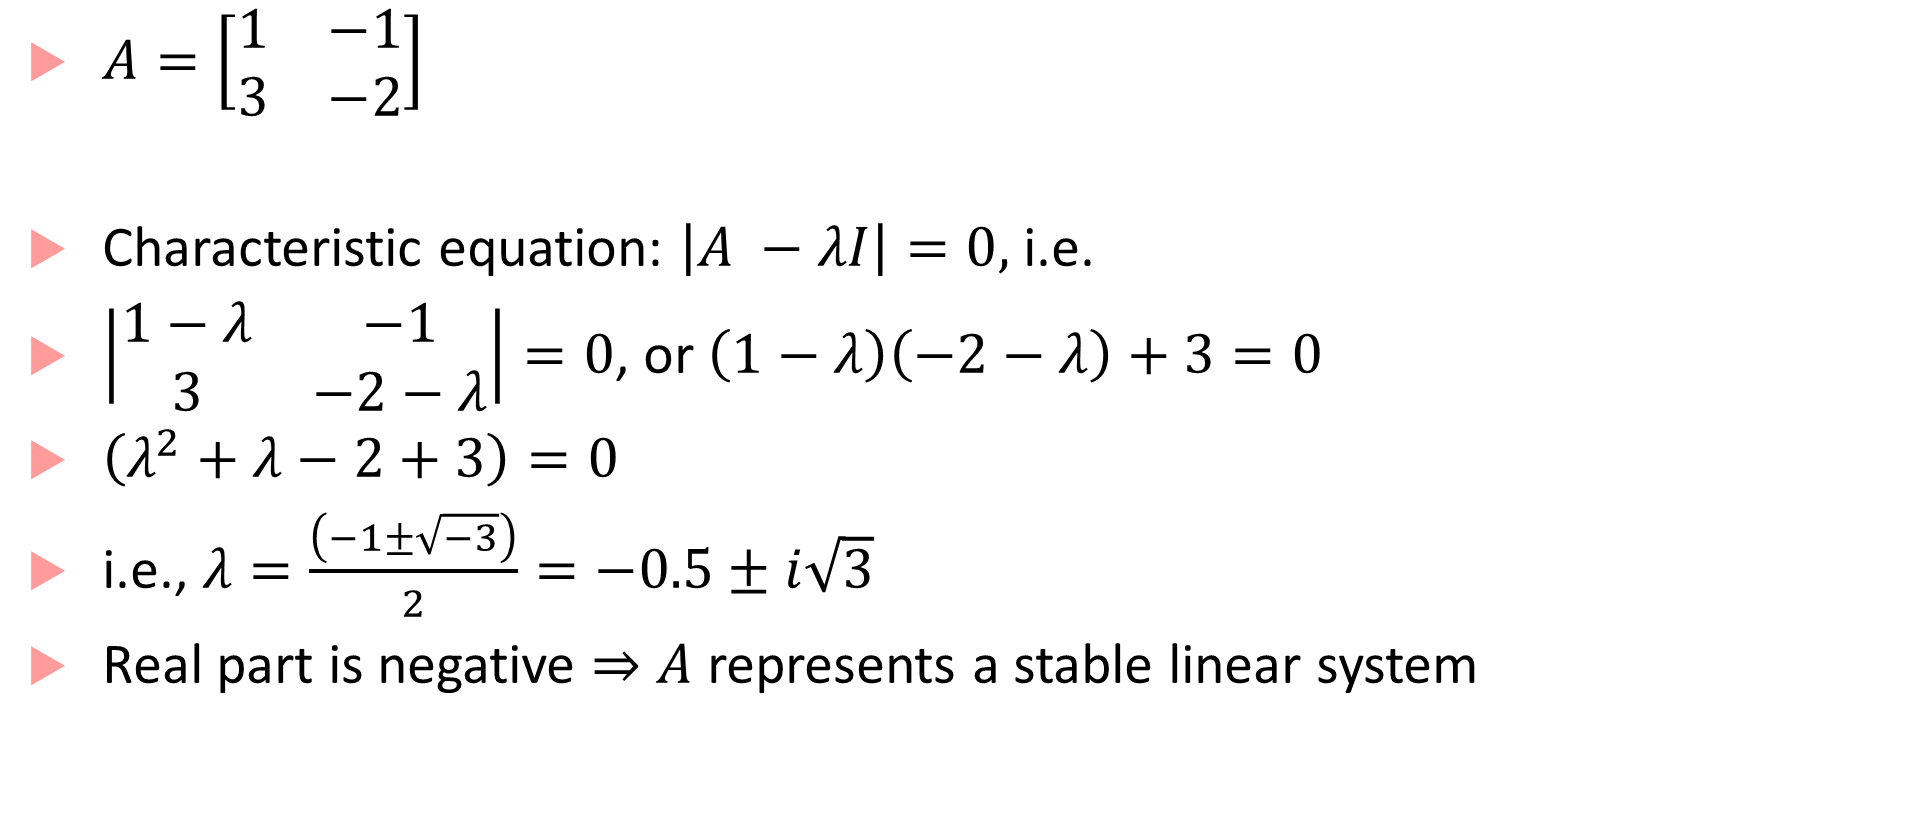 ▶ A = [1 −1; 3 −2]
▶ Characteristic equation: |A − λI| = 0, i.e.
▶ |1 − λ −1; 3 −2 − λ| = 0, or (1 − λ)(−2 − λ) + 3 = 0
▶ (λ² + λ − 2 + 3) = 0
▶ i.e., λ = (−1±√−3)/2 = −0.5 ± i√3
▶ Real part is negative ⇒ A represents a stable linear system